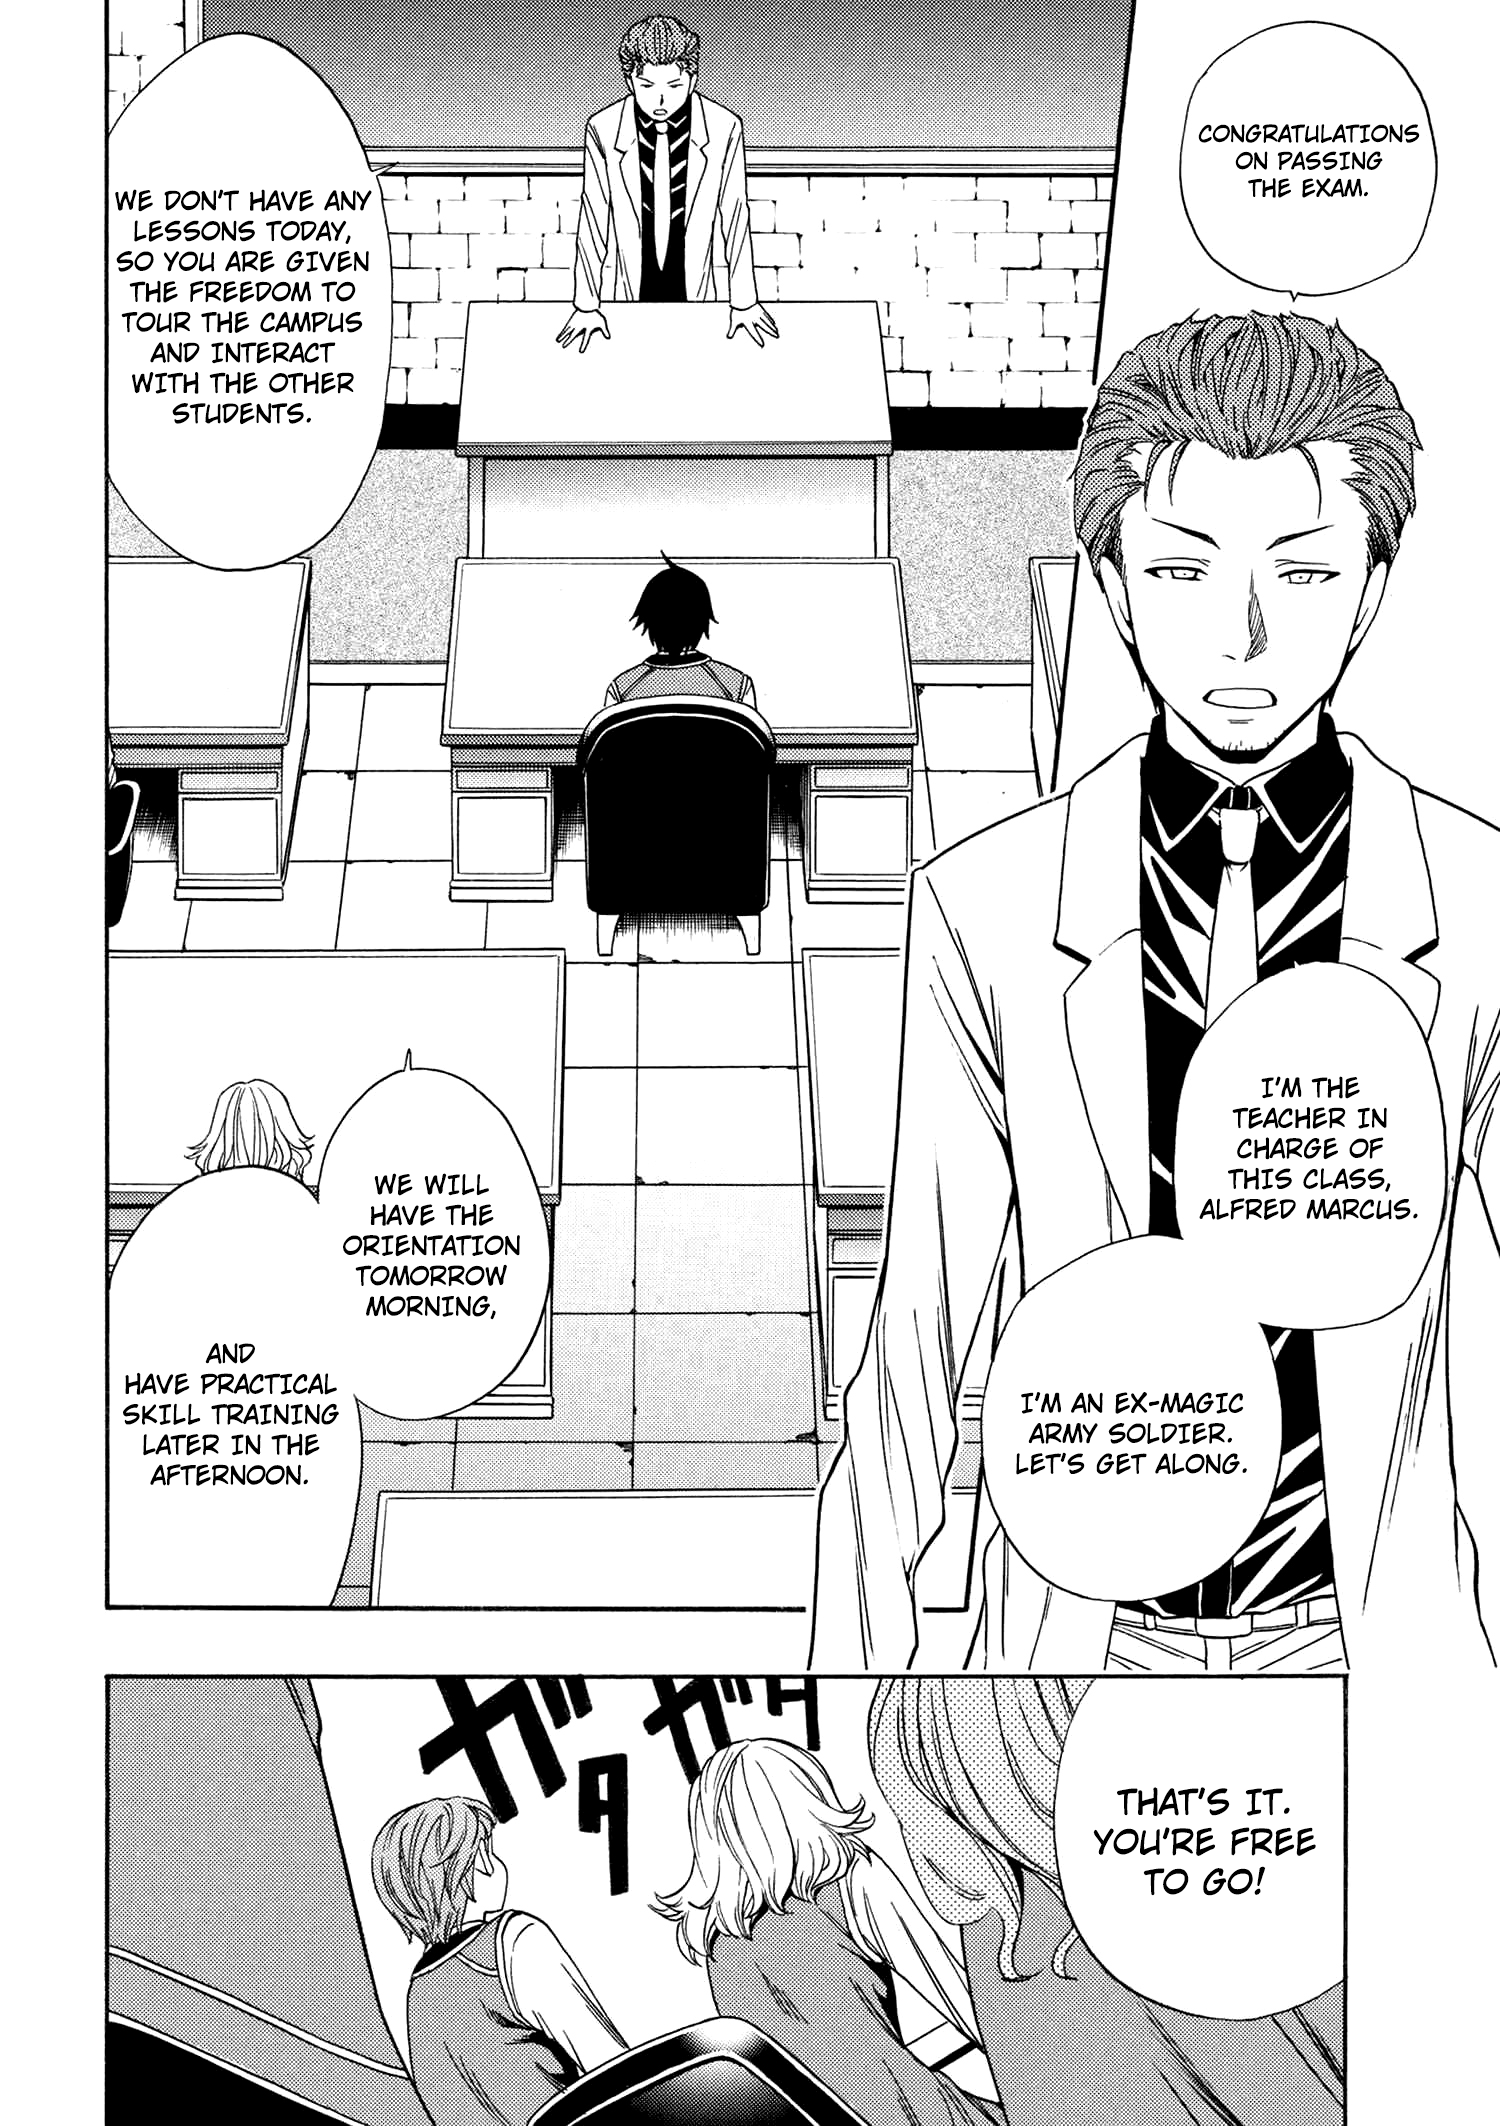 CONGRATULATIONS
ON PASSING
THE EXAM.
I'M THE
TEACHER IN
CHARGE OF
THIS CLASS,
ALFRED MARCUS.
I'M AN EX-MAGIC
ARMY SOLDIER.
LET'S GET ALONG.
WE DON'T HAVE ANY
LESSONS TODAY,
SO YOU ARE GIVEN
THE FREEDOM TO
TOUR THE CAMPUS
AND INTERACT
WITH THE OTHER
STUDENTS.
WE WILL
HAVE THE
ORIENTATION
TOMORROW
MORNING,
AND
HAVE PRACTICAL
SKILL TRAINING
LATER IN THE
AFTERNOON.
THAT'S IT.
YOU'RE FREE
TO GO!
ガタ
ガタ